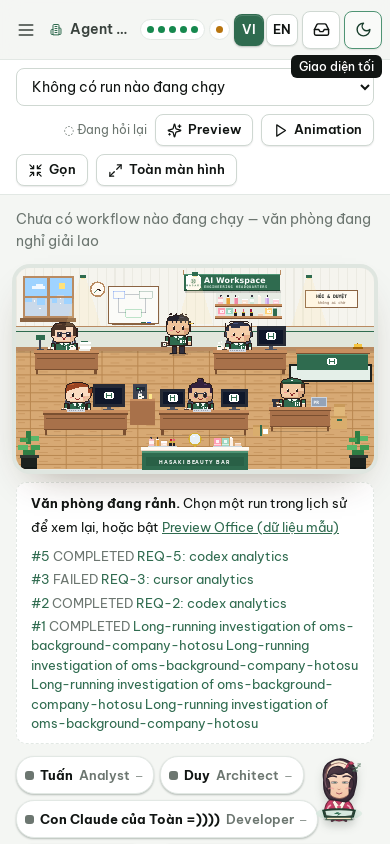 Agent ...
VI
EN
Giao diện tối
Không có run nào đang chạy
Đang hỏi lại
Preview
Animation
Gọn
Toàn màn hình
Chưa có workflow nào đang chạy — văn phòng đang
nghỉ giải lao
AI Workspace
ENGINEERING HEADQUARTERS
HỎI & DUYỆT
HASAKI BEAUTY BAR
Văn phòng đang rảnh. Chọn một run trong lịch sử
để xem lại, hoặc bật Preview Office (dữ liệu mẫu)
#5 COMPLETED REQ-5: codex analytics
#3 FAILED REQ-3: cursor analytics
#2 COMPLETED REQ-2: codex analytics
#1 COMPLETED Long-running investigation of oms-
background-company-hotosu Long-running
investigation of oms-background-company-hotosu
Long-running investigation of oms-background-
company-hotosu Long-running investigation of
oms-background-company-hotosu
Tuấn Analyst –
Duy Architect –
Con Claude của Toàn =)))) Developer –